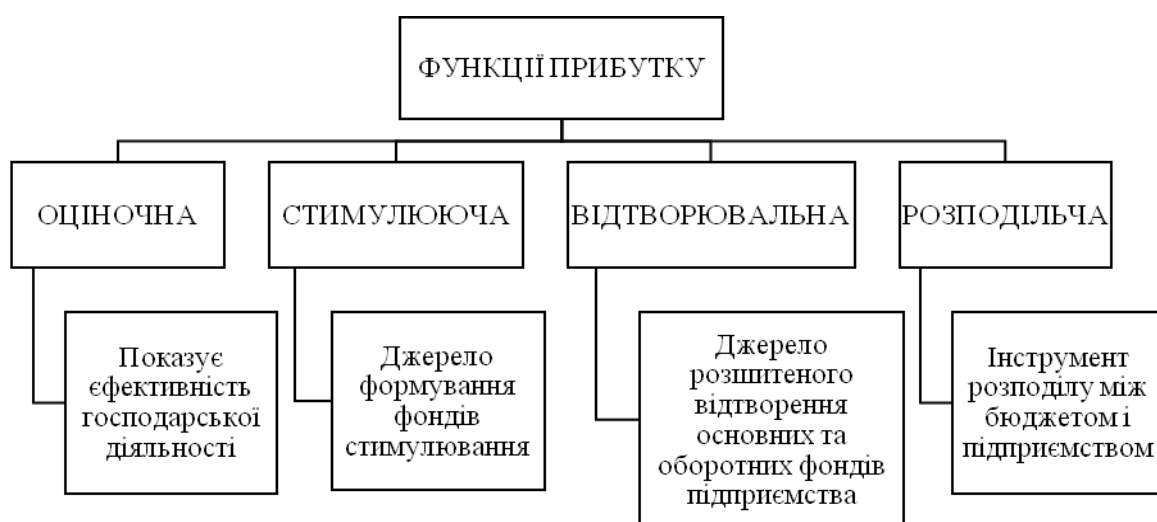 ФУНКЦІЇ ПРИБУТКУ
ОЦІНОЧНА
СТИМУЛЮЮЧА
ВІДТВОРЮВАЛЬНА
РОЗПОДІЛЬЧА
Показує
єфективність
господарської
діяльності
Джерело
формування
фондів
стимулювання
Джерело
розшитеного
відтворення
основних та
оборотних фондів
підприємства
Інструмент
розподілу між
бюджетом і
підприємством